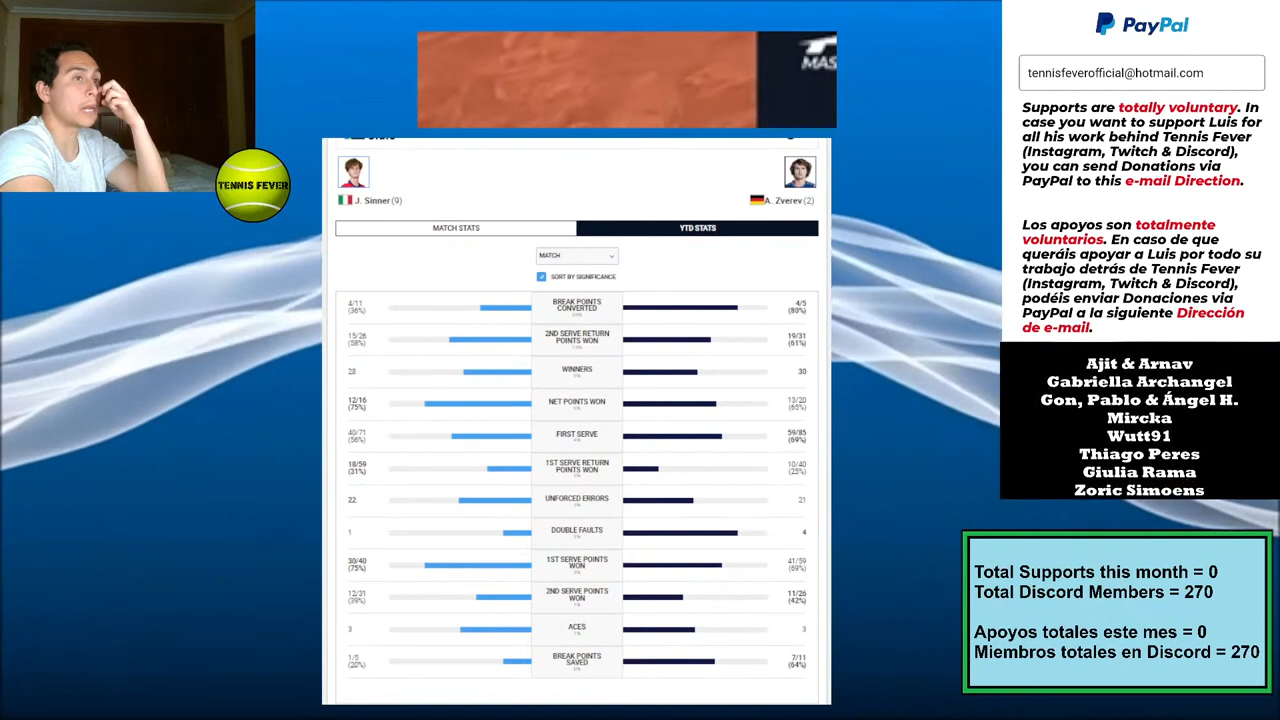 TENNIS FEVER
MAS
J. Sinner (9)
A. Zverev (2)
MATCH STATS
YTD STATS
MATCH
SORT BY SIGNIFICANCE
4/11
(36%)
BREAK POINTS
CONVERTED
4/5
(80%)
15/26
(58%)
2ND SERVE RETURN
POINTS WON
19/31
(61%)
28
WINNERS
30
12/16
(75%)
NET POINTS WON
13/20
(65%)
40/71
(56%)
FIRST SERVE
59/85
(69%)
18/59
(31%)
1ST SERVE RETURN
POINTS WON
10/40
(25%)
22
UNFORCED ERRORS
21
1
DOUBLE FAULTS
4
30/40
(75%)
1ST SERVE POINTS
WON
41/59
(69%)
12/31
(39%)
2ND SERVE POINTS
WON
11/26
(42%)
3
ACES
3
1/5
(20%)
BREAK POINTS
SAVED
7/11
(64%)
PayPal
tennisfeverofficial@hotmail.com
Supports are totally voluntary. In
case you want to support Luis for
all his work behind Tennis Fever
(Instagram, Twitch & Discord),
you can send Donations via
PayPal to this e-mail Direction.
Los apoyos son totalmente
voluntarios. En caso de que
queráis apoyar a Luis por todo su
trabajo detrás de Tennis Fever
(Instagram, Twitch & Discord),
podéis enviar Donaciones vía
PayPal a la siguiente Dirección
de e-mail.
Ajit & Arnav
Gabriella Archangel
Gon, Pablo & Ángel H.
Mircka
Wutt91
Thiago Peres
Giulia Rama
Zoric Simoens
Total Supports this month = 0
Total Discord Members = 270
Apoyos totales este mes = 0
Miembros totales en Discord = 270